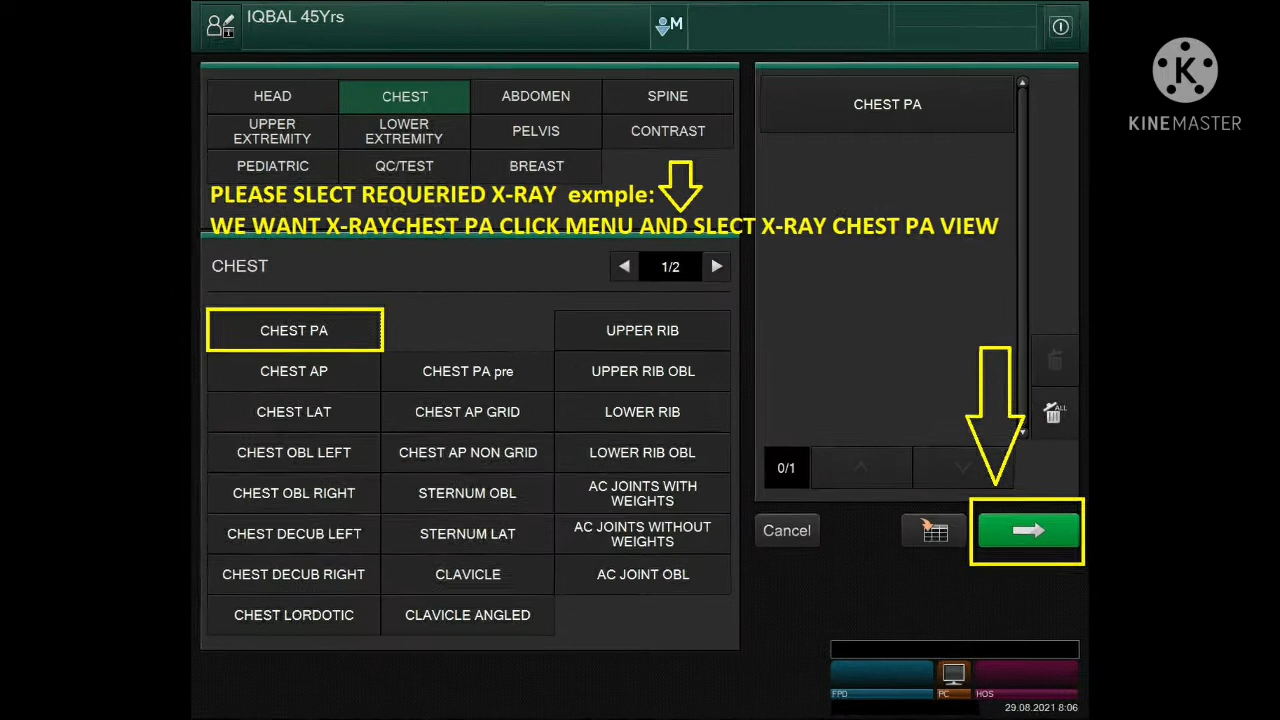 IQBAL 45Yrs
M
HEAD
CHEST
ABDOMEN
SPINE
UPPER
EXTREMITY
LOWER
EXTREMITY
PELVIS
CONTRAST
PEDIATRIC
QC/TEST
BREAST
PLEASE SLECT REQUERIED X-RAY exmple:
WE WANT X-RAYCHEST PA CLICK MENU AND SLECT X-RAY CHEST PA VIEW
CHEST
1/2
CHEST PA
UPPER RIB
CHEST AP
CHEST PA pre
UPPER RIB OBL
CHEST LAT
CHEST AP GRID
LOWER RIB
CHEST OBL LEFT
CHEST AP NON GRID
LOWER RIB OBL
CHEST OBL RIGHT
STERNUM OBL
AC JOINTS WITH
WEIGHTS
CHEST DECUB LEFT
STERNUM LAT
AC JOINTS WITHOUT
WEIGHTS
CHEST DECUB RIGHT
CLAVICLE
AC JOINT OBL
CHEST LORDOTIC
CLAVICLE ANGLED
CHEST PA
ALL
0/1
Cancel
FPD
PC
HOS
29.08.2021 8:06
K
KINEMASTER